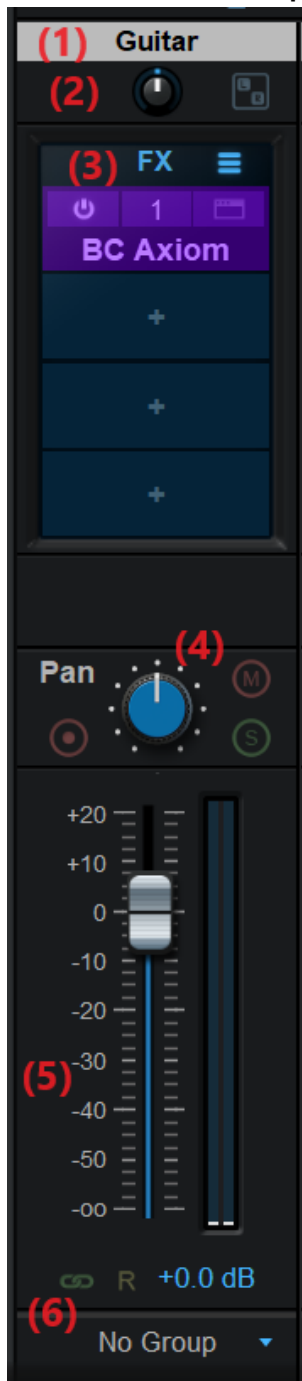 (1) Guitar
(2) L R
(3) FX
1
BC Axiom
+
+
+
(4)
Pan M
S
+20
+10
0
-10
-20
-30
(5)
-40
-50
-oo
R +0.0 dB
(6)
No Group